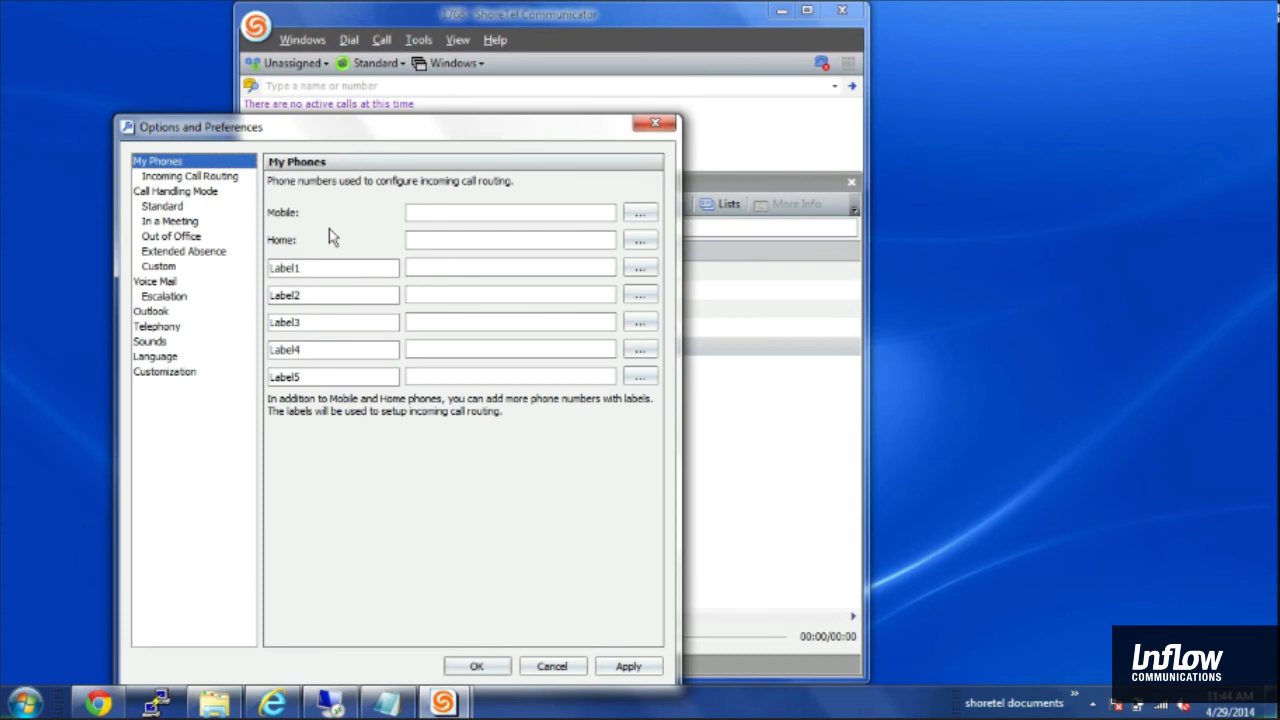 1768 - ShoreTel Communicator
Windows Dial Call Tools View Help
Unassigned Standard Windows
Type a name or number
There are no active calls at this time
Options and Preferences
My Phones
Incoming Call Routing
Call Handling Mode
Standard
In a Meeting
Out of Office
Extended Absence
Custom
Voice Mail
Escalation
Outlook
Telephony
Sounds
Language
Customization
My Phones
Phone numbers used to configure incoming call routing.
Mobile: ...
Home: ...
Label1 ...
Label2 ...
Label3 ...
Label4 ...
Label5 ...
In addition to Mobile and Home phones, you can add more phone numbers with labels.
The labels will be used to setup incoming call routing.
OK Cancel Apply
Lists More Info
00:00/00:00
Inflow
COMMUNICATIONS
shoretel documents
11:44 AM
4/29/2014